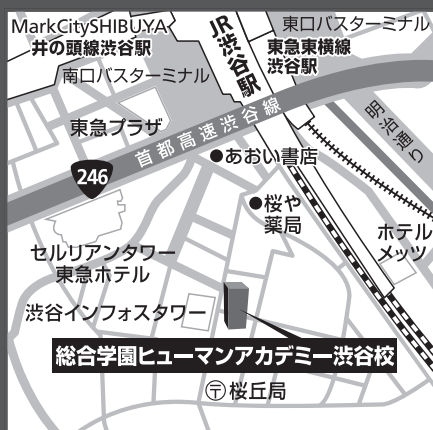 MarkCitySHIBUYA
井の頭線渋谷駅
JR
渋谷駅
東口バスターミナル
東急東横線
渋谷駅
南口バスターミナル
東急プラザ
首都高速渋谷線
明治通り
246
あおい書店
桜や
薬局
ホテル
メッツ
セルリアンタワー
東急ホテル
渋谷インフォスタワー
総合学園ヒューマンアカデミー渋谷校
〒桜丘局